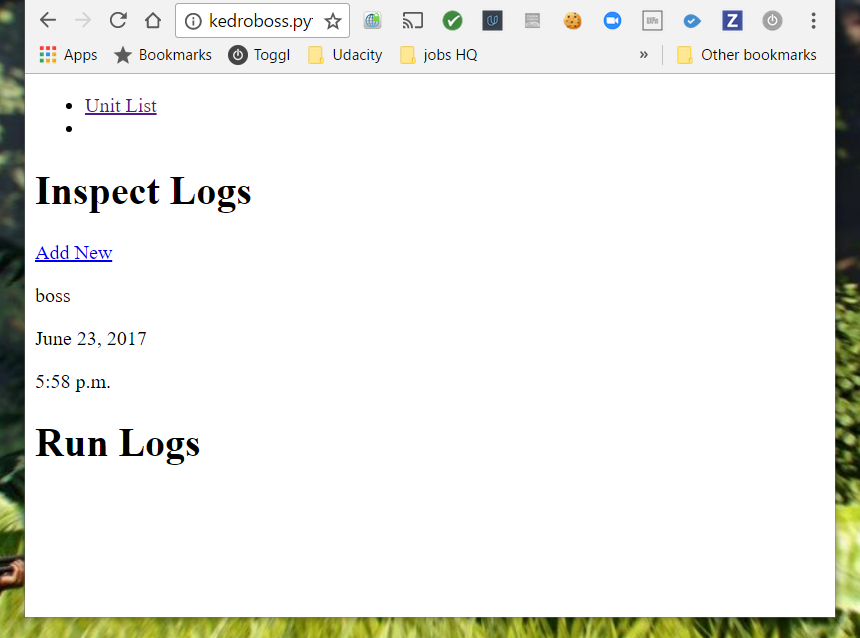 kedroboss.py
Apps Bookmarks Toggl Udacity jobs HQ » Other bookmarks
Unit List
Inspect Logs
Add New
boss
June 23, 2017
5:58 p.m.
Run Logs